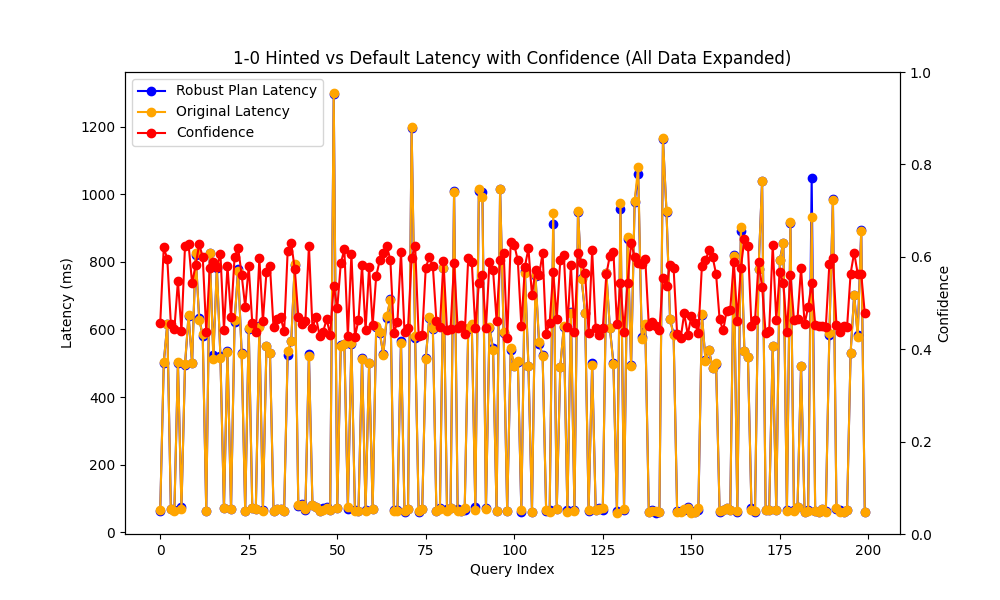 1-0 Hinted vs Default Latency with Confidence (All Data Expanded)
Robust Plan Latency
Original Latency
Confidence
Latency (ms)
1200
1000
800
600
400
200
0
1.0
0.8
0.6
0.4
0.2
0.0
Confidence
0 25 50 75 100 125 150 175 200
Query Index